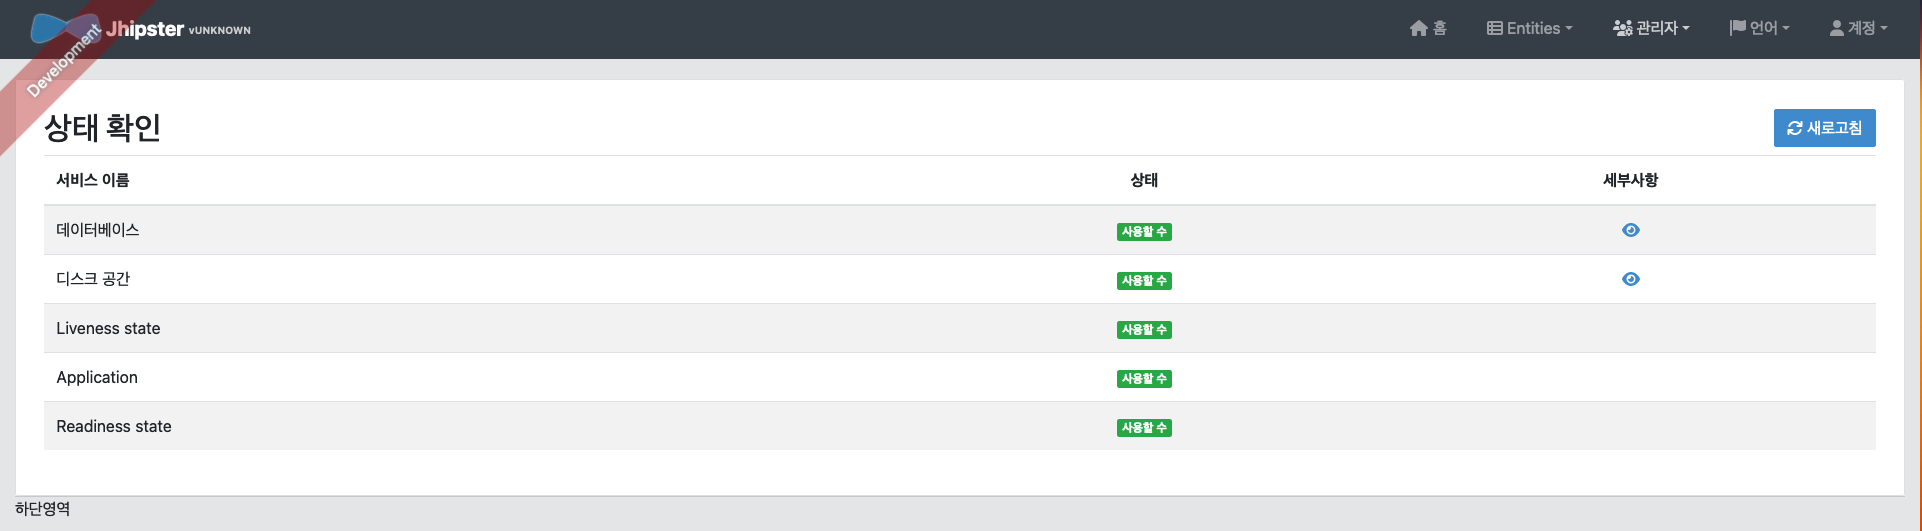 Development
Jhipster vUNKNOWN
홈 Entities 관리자 언어 계정
상태 확인
새로고침
서비스 이름 상태 세부사항
데이터베이스 사용할 수
디스크 공간 사용할 수
Liveness state 사용할 수
Application 사용할 수
Readiness state 사용할 수
하단영역